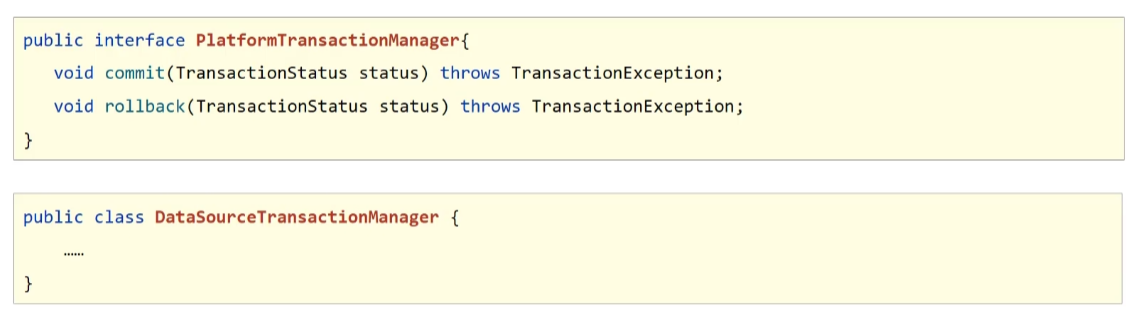 public interface PlatformTransactionManager{
void commit(TransactionStatus status) throws TransactionException;
void rollback(TransactionStatus status) throws TransactionException;
}
public class DataSourceTransactionManager {
……
}